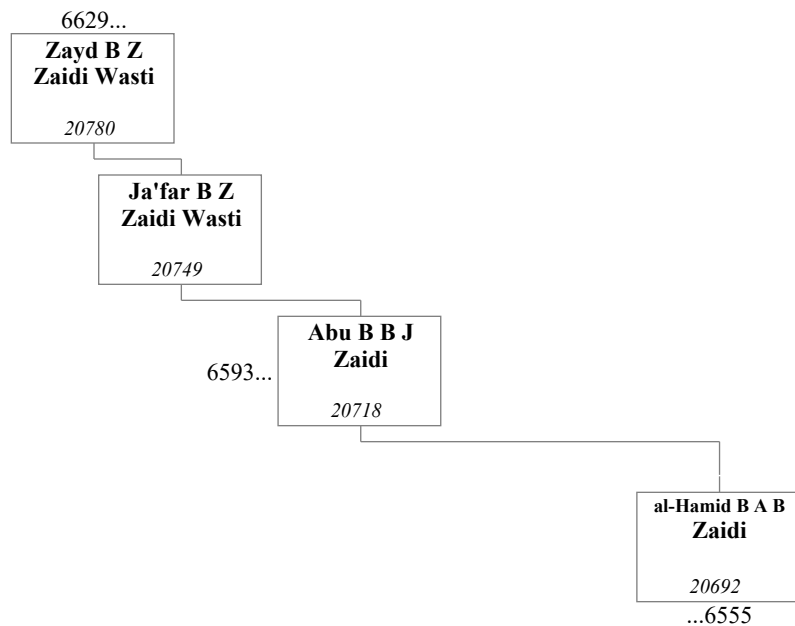 6629...
Zayd B Z
Zaidi Wasti
20780
Ja'far B Z
Zaidi Wasti
20749
Abu B B J
Zaidi
6593...
20718
al-Hamid B A B
Zaidi
20692
...6555